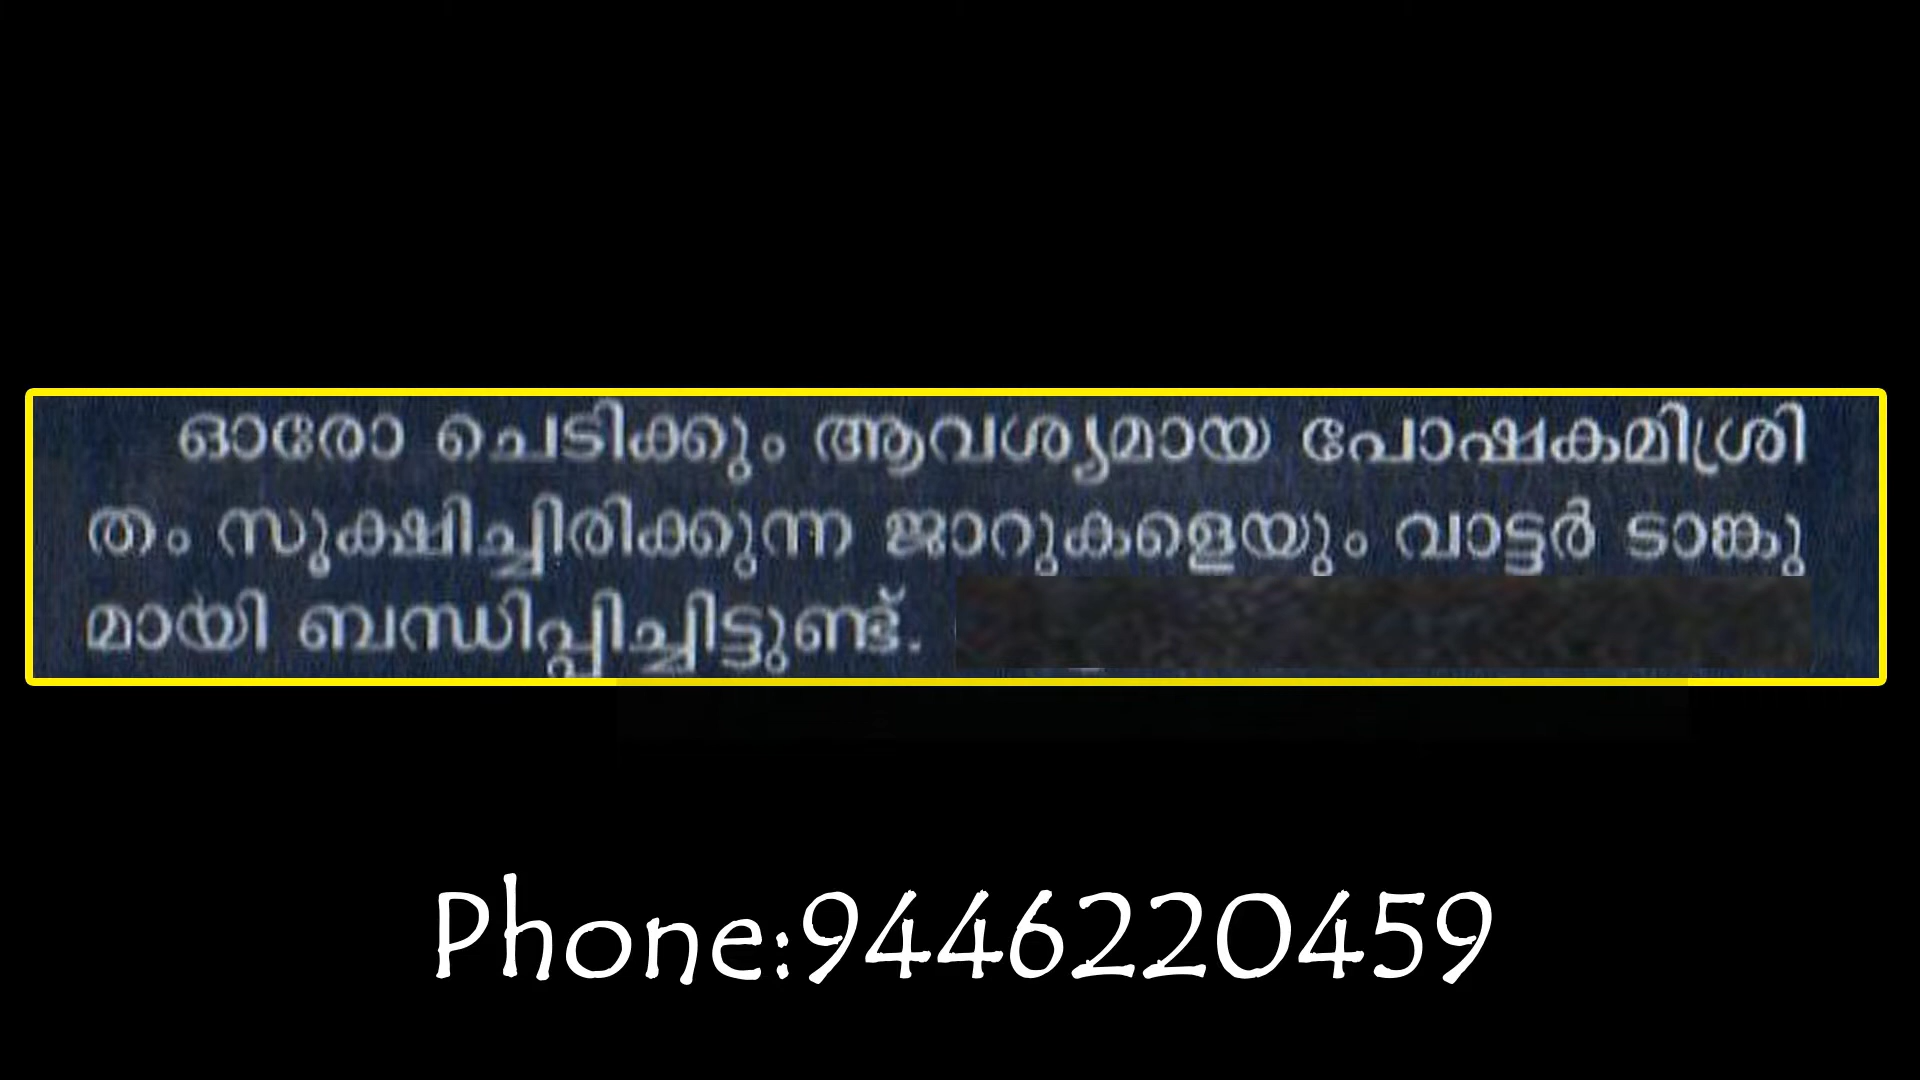 ഓരോ ചെടിക്കും ആവശ്യമായ പോഷകമിശ്രി
തം സുക്ഷിച്ചിരിക്കുന്ന ജാറുകളെയും വാട്ടർ ടാങ്കു
മായി ബന്ധിപ്പിച്ചിട്ടുണ്ട്.
Phone:9446220459